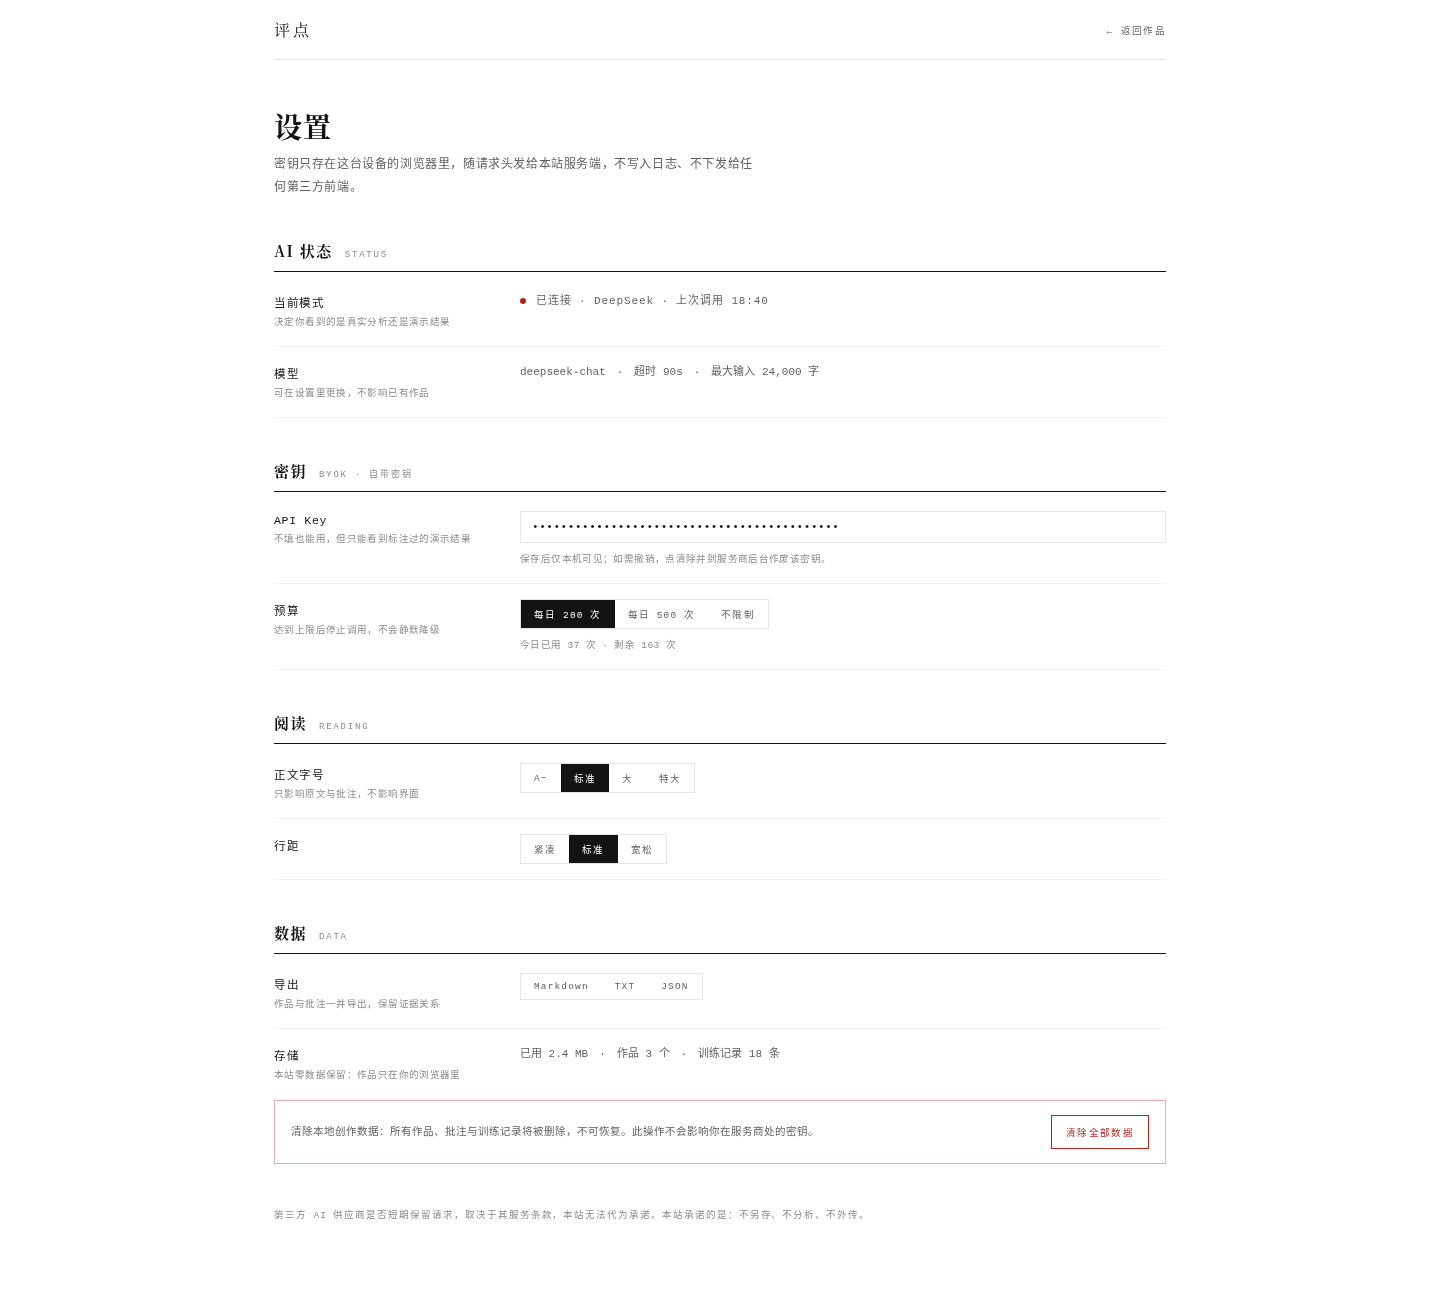 评点
← 返回作品
设置
密钥只存在这台设备的浏览器里，随请求头发给本站服务端，不写入日志、不下发给任
何第三方前端。
AI 状态 STATUS
当前模式
决定你看到的是真实分析还是演示结果
已连接 · DeepSeek · 上次调用 18:40
模型
可在设置里更换，不影响已有作品
deepseek-chat · 超时 90s · 最大输入 24,000 字
密钥 BYOK · 自带密钥
API Key
不填也能用，但只能看到标注过的演示结果
•••••••••••••••••••••••••••••••••••••••••••
保存后仅本机可见；如需撤销，点清除并到服务商后台作废该密钥。
预算
达到上限后停止调用，不会静默降级
每日 200 次 每日 500 次 不限制
今日已用 37 次 · 剩余 163 次
阅读 READING
正文字号
只影响原文与批注，不影响界面
A− 标准 大 特大
行距
紧凑 标准 宽松
数据 DATA
导出
作品与批注一并导出，保留证据关系
Markdown TXT JSON
存储
本站零数据保留：作品只在你的浏览器里
已用 2.4 MB · 作品 3 个 · 训练记录 18 条
清除本地创作数据：所有作品、批注与训练记录将被删除，不可恢复。此操作不会影响你在服务商处的密钥。
清除全部数据
第三方 AI 供应商是否短期保留请求，取决于其服务条款，本站无法代为承诺。本站承诺的是：不另存、不分析、不外传。